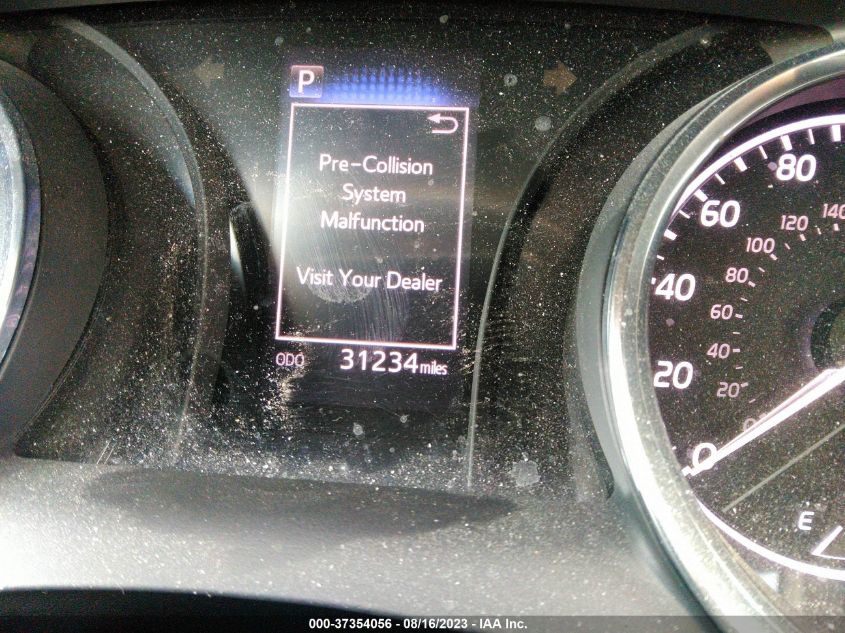 P
Pre-Collision
System
Malfunction
Visit Your Dealer
ODO 31234 miles
80
60
40
20
0
140
120
100
80
60
40
20
E
000-37354056 - 08/16/2023 - IAA Inc.